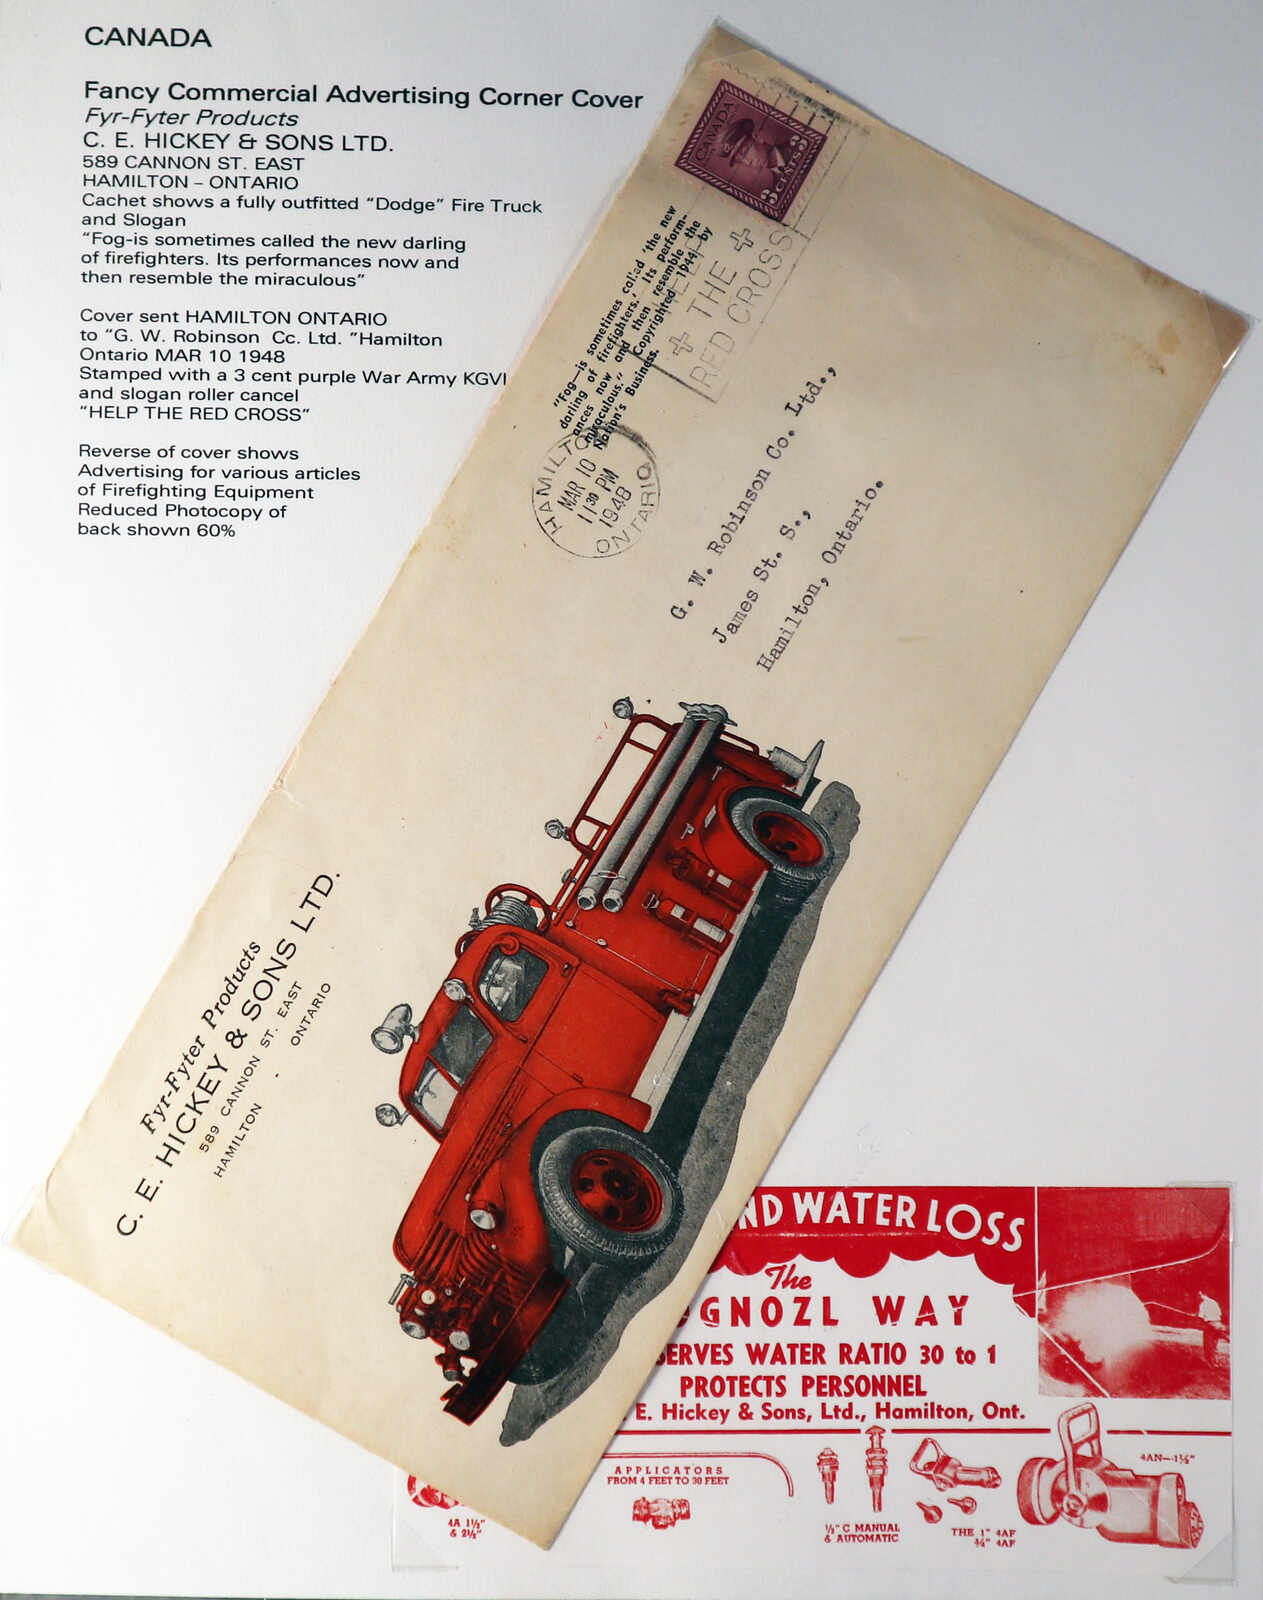 CANADA
Fancy Commercial Advertising Corner Cover
Fyr-Fyter Products
C. E. HICKEY & SONS LTD.
589 CANNON ST. EAST
HAMILTON – ONTARIO
Cachet shows a fully outfitted "Dodge" Fire Truck
and Slogan
"Fog-is sometimes called the new darling
of firefighters. Its performances now and
then resemble the miraculous"
Cover sent HAMILTON ONTARIO
to "G. W. Robinson Cc. Ltd. "Hamilton
Ontario MAR 10 1948
Stamped with a 3 cent purple War Army KGVI
and slogan roller cancel
"HELP THE RED CROSS"
Reverse of cover shows
Advertising for various articles
of Firefighting Equipment
Reduced Photocopy of
back shown 60%
CANADA
3 CENTS 3
"Fog—is sometimes called 'the new
darling of firefighters.' Its perform-
ances now and then resemble the
miraculous." Copyrighted 1944 by
Nation's Business.
THE
RED CROSS
HAMILTON
MAR 10
11 30 PM
1948
ONTARIO
G. W. Robinson Co. Ltd.,
James St. S.,
Hamilton, Ontario.
Fyr-Fyter Products
C. E. HICKEY & SONS LTD.
589 CANNON ST. EAST
HAMILTON - ONTARIO
ND WATER LOSS
The
GNOZL WAY
SERVES WATER RATIO 30 to 1
PROTECTS PERSONNEL
E. Hickey & Sons, Ltd., Hamilton, Ont.
APPLICATORS
FROM 4 FEET TO 30 FEET
4A 1½"
& 2½"
½" C MANUAL
& AUTOMATIC
THE 1" 4AF
¾" 4AF
4AN—1½"